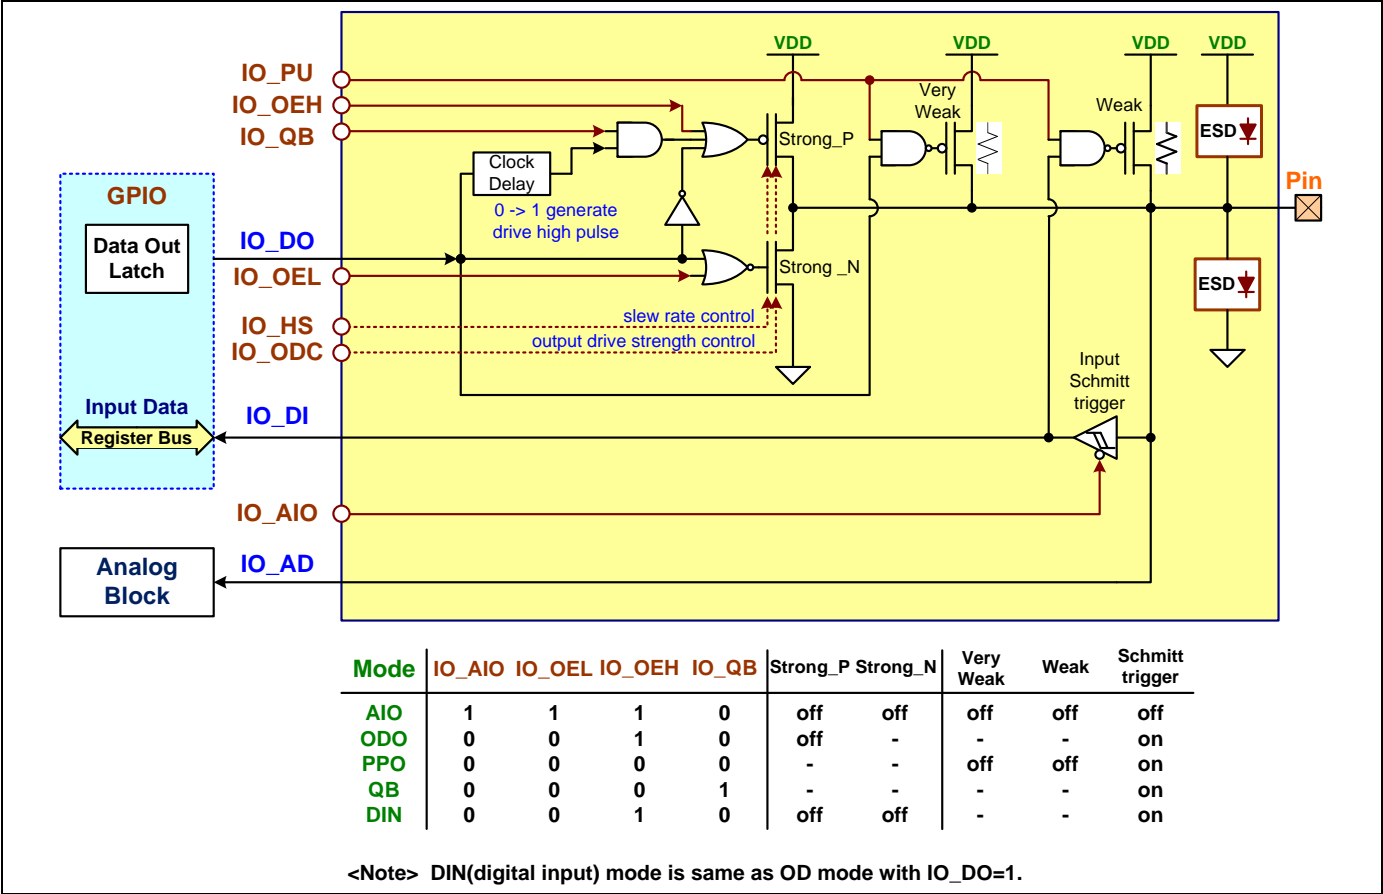 VDD
VDD
VDD
VDD
IO_PU
IO_OEH
IO_QB
Very
Weak
Weak
Strong_P
ESD
Clock
Delay
0 -> 1 generate
drive high pulse
Pin
GPIO
Data Out
Latch
IO_DO
IO_OEL
Strong _N
ESD
IO_HS
slew rate control
IO_ODC
output drive strength control
Input
Schmitt
trigger
Input Data
Register Bus
IO_DI
IO_AIO
Analog
Block
IO_AD
Mode IO_AIO IO_OEL IO_OEH IO_QB Strong_P Strong_N Very Weak Weak Schmitt trigger
AIO 1 1 1 0 off off off off off
ODO 0 0 1 0 off - - - on
PPO 0 0 0 0 - - off off on
QB 0 0 0 1 - - - - on
DIN 0 0 1 0 off off - - on
<Note> DIN(digital input) mode is same as OD mode with IO_DO=1.